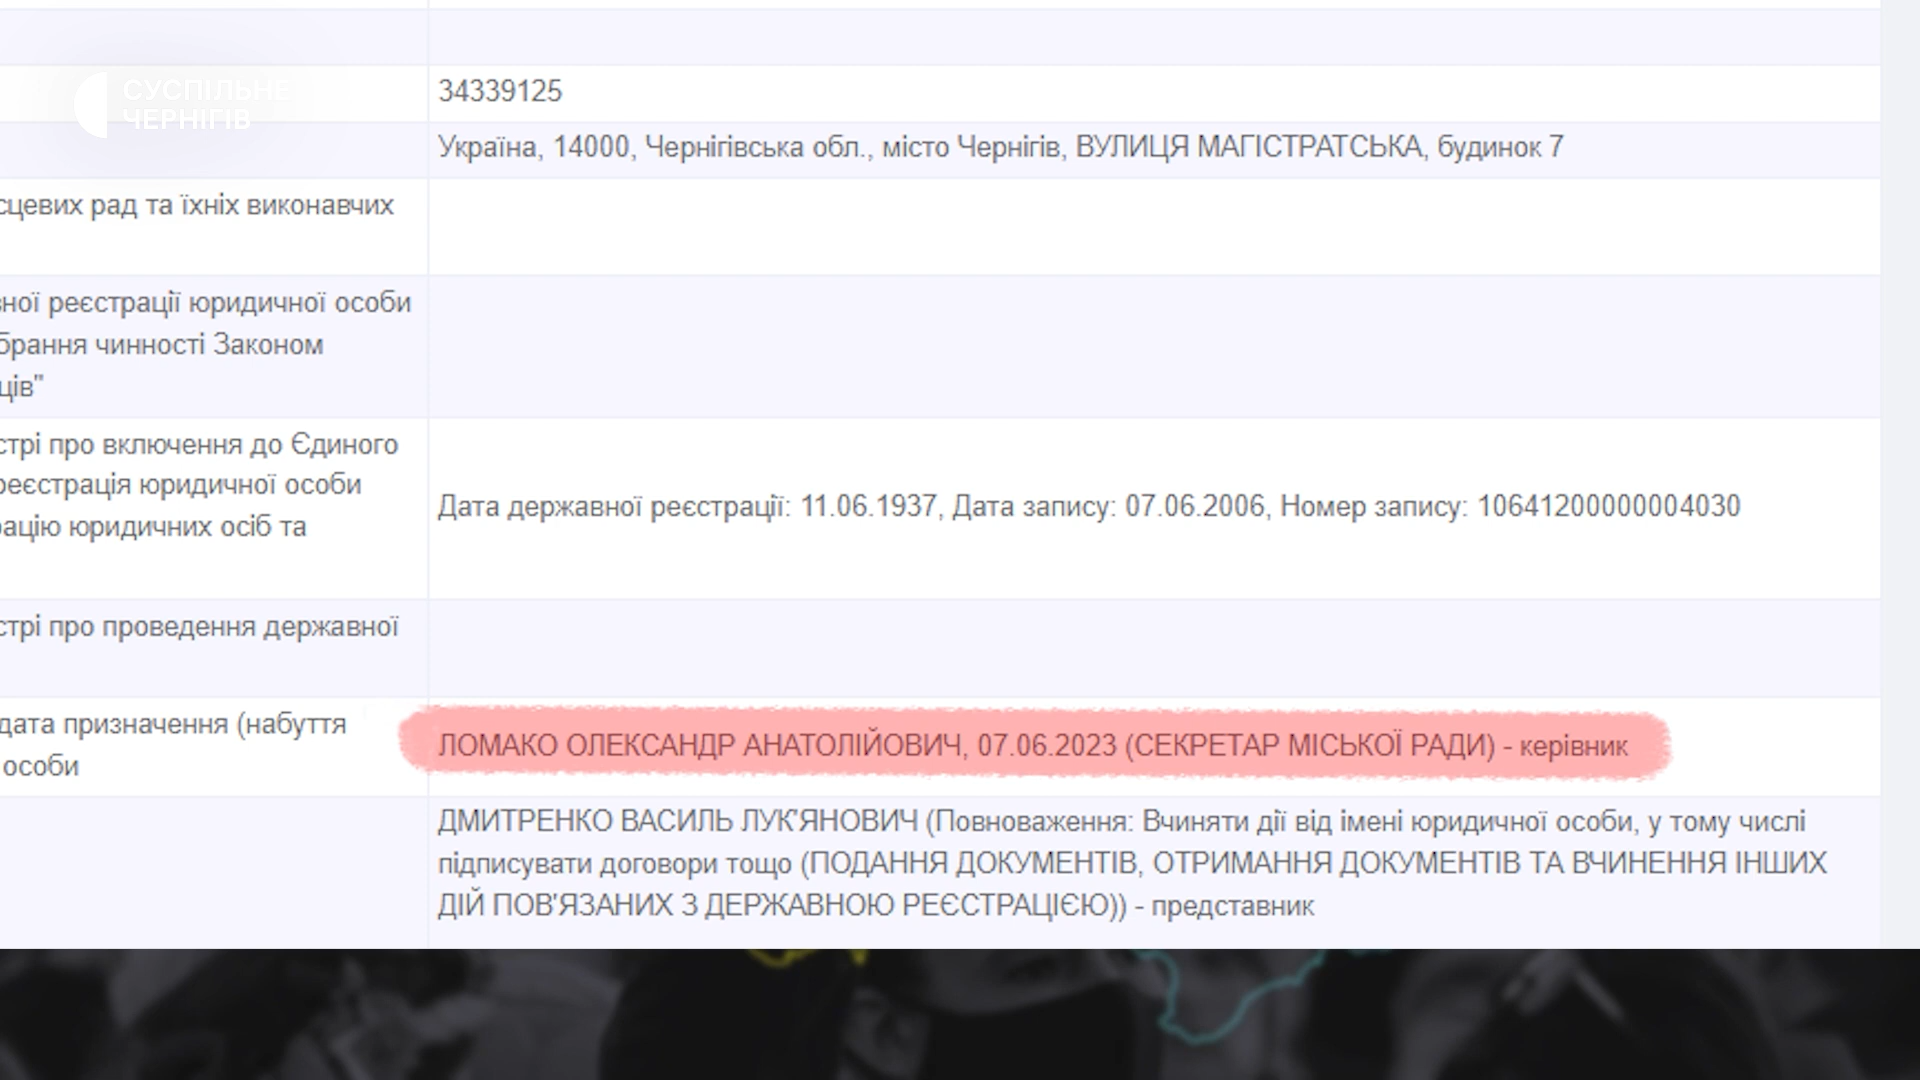 СУСПІЛЬНЕ
ЧЕРНІГІВ
34339125
Україна, 14000, Чернігівська обл., місто Чернігів, ВУЛИЦЯ МАГІСТРАТСЬКА, будинок 7
сцевих рад та їхніх виконавчих
вної реєстрації юридичної особи
брання чинності Законом
ців"
стрі про включення до Єдиного
реєстрація юридичної особи
рацію юридичних осіб та
Дата державної реєстрації: 11.06.1937, Дата запису: 07.06.2006, Номер запису: 10641200000004030
стрі про проведення державної
дата призначення (набуття
особи
ЛОМАКО ОЛЕКСАНДР АНАТОЛІЙОВИЧ, 07.06.2023 (СЕКРЕТАР МІСЬКОЇ РАДИ) - керівник
ДМИТРЕНКО ВАСИЛЬ ЛУК'ЯНОВИЧ (Повноваження: Вчиняти дії від імені юридичної особи, у тому числі
підписувати договори тощо (ПОДАННЯ ДОКУМЕНТІВ, ОТРИМАННЯ ДОКУМЕНТІВ ТА ВЧИНЕННЯ ІНШИХ
ДІЙ ПОВ'ЯЗАНИХ З ДЕРЖАВНОЮ РЕЄСТРАЦІЄЮ)) - представник